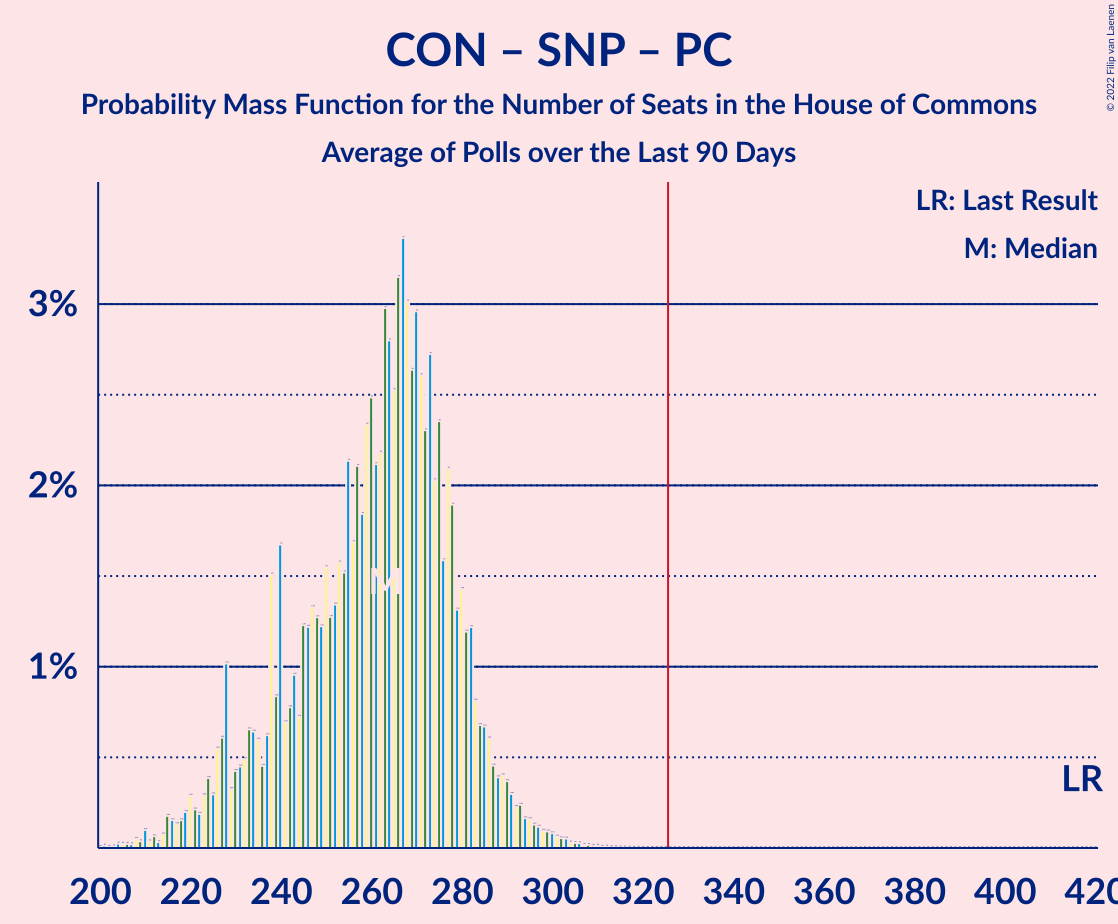 CON – SNP – PC
Probability Mass Function for the Number of Seats in the House of Commons
Average of Polls over the Last 90 Days
© 2022 Filip van Laenen
LR: Last Result
M: Median
3%
2%
1%
M
LR
200 220 240 260 280 300 320 340 360 380 400 420